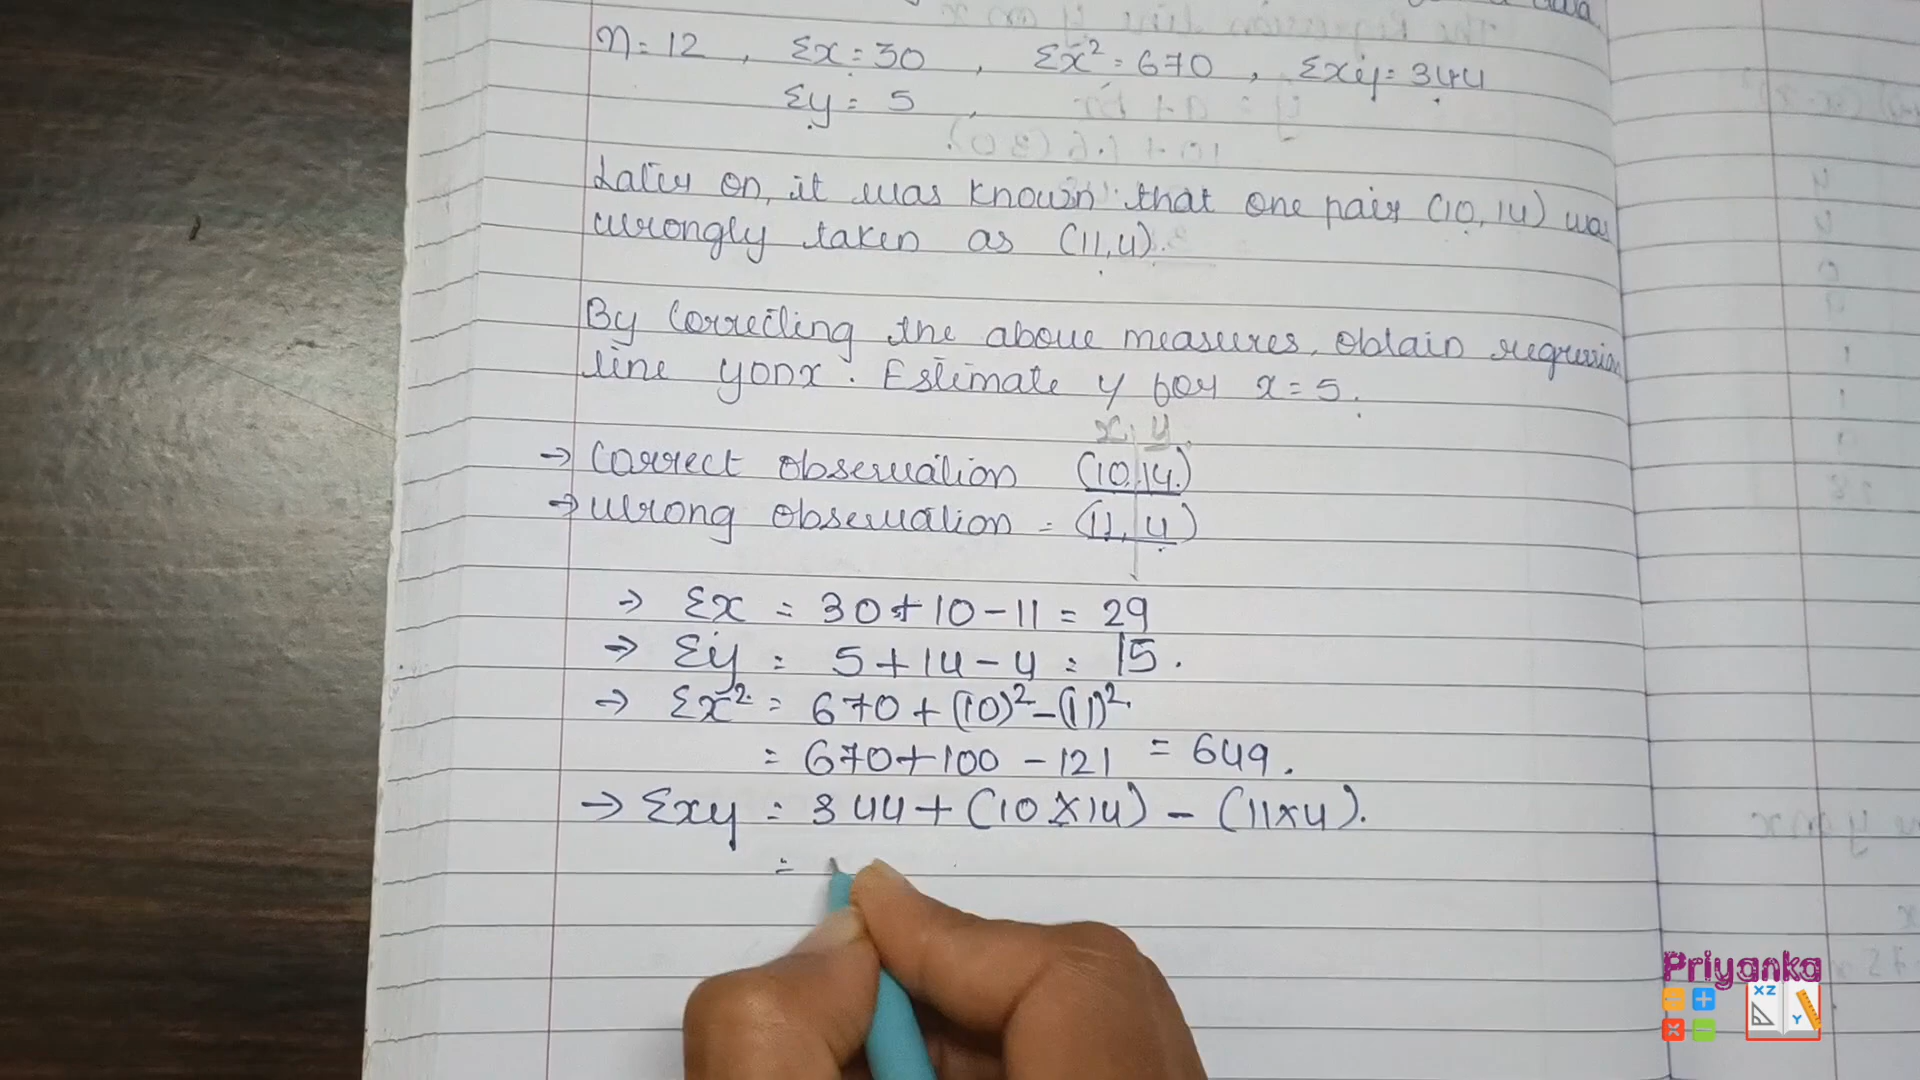 n = 12 , Σx = 30 , Σx² = 670 , Σxy = 344
Σy = 5 ,
Later on, it was known that one pair (10, 14) was
wrongly taken as (11, 4).
By correcting the above measures, obtain regression
line y on x. Estimate y for x = 5.
x, y
→ Correct observation (10, 14)
→ Wrong observation = (11, 4)
→ Σx = 30 + 10 - 11 = 29
→ Σy = 5 + 14 - 4 = 15.
→ Σx² = 670 + (10)² - (11)²
= 670 + 100 - 121 = 649.
→ Σxy = 344 + (10 × 14) - (11 × 4).
=
Priyanka
XZ
Y